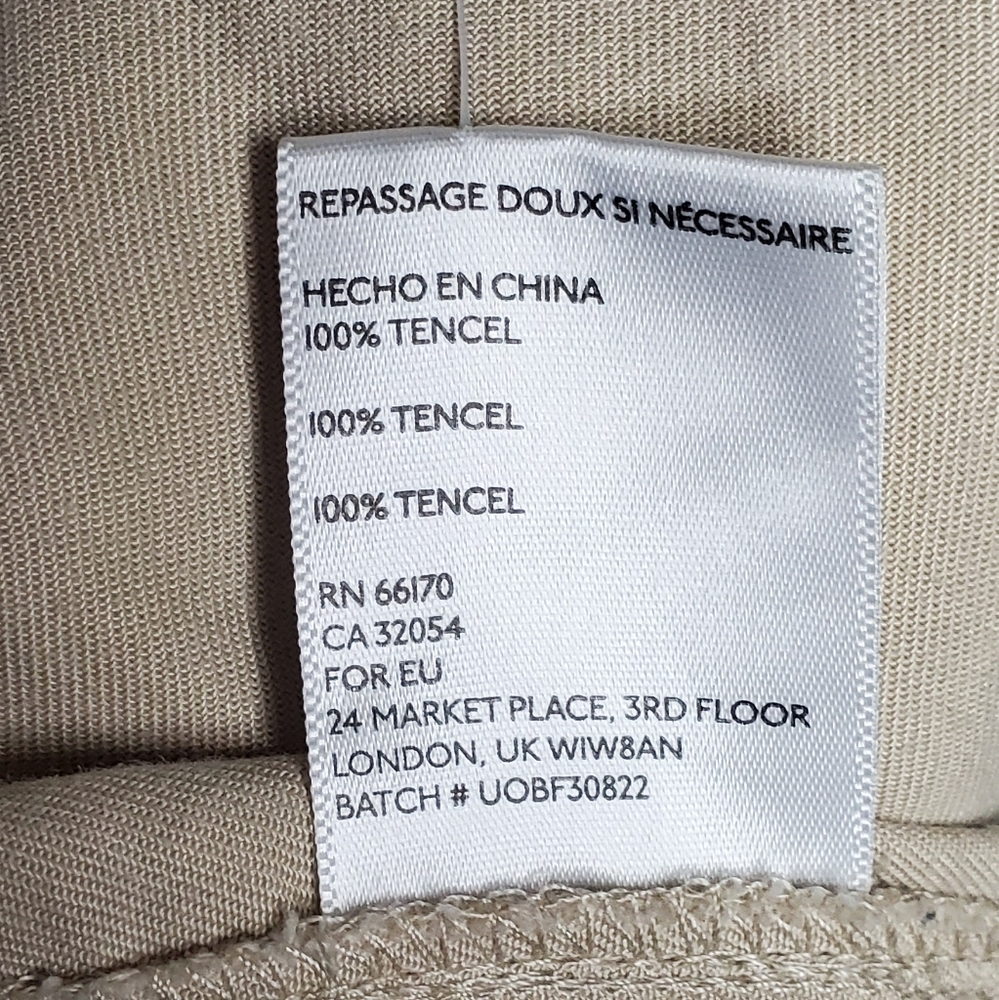 REPASSAGE DOUX SI NÉCESSAIRE
HECHO EN CHINA
100% TENCEL
100% TENCEL
100% TENCEL
RN 66170
CA 32054
FOR EU
24 MARKET PLACE, 3RD FLOOR
LONDON, UK W1W8AN
BATCH # UOBF30822